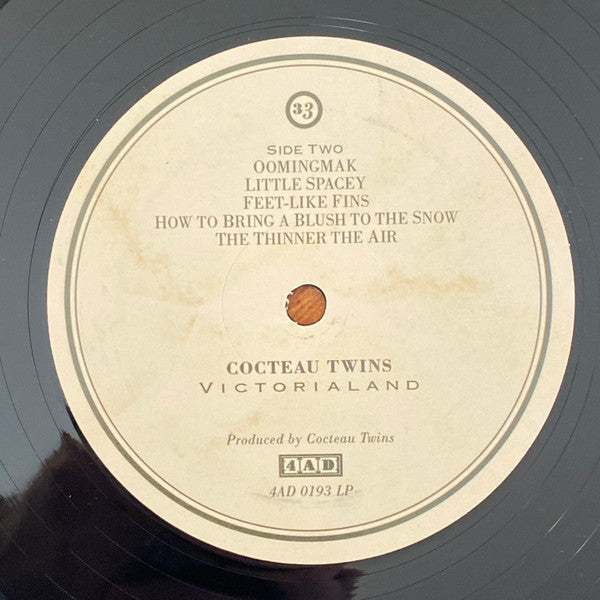 33
SIDE TWO
OOMINGMAK
LITTLE SPACEY
FEET-LIKE FINS
HOW TO BRING A BLUSH TO THE SNOW
THE THINNER THE AIR
COCTEAU TWINS
VICTORIALAND
Produced by Cocteau Twins
4AD
4AD 0193 LP